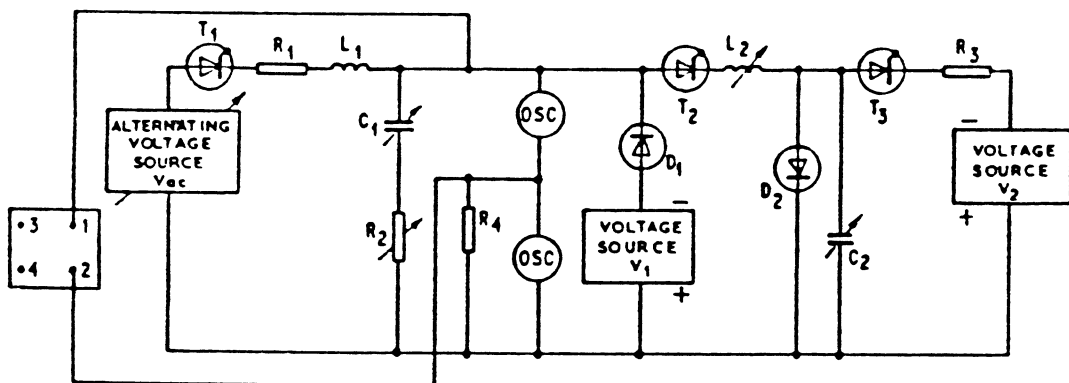 T1
R1
L1
T2
L2
T3
R3
OSC
C1
ALTERNATING
VOLTAGE
SOURCE
Vac
D1
D2
−
VOLTAGE
SOURCE
V2
+
3
1
4
2
R2
R4
OSC
−
VOLTAGE
SOURCE
V1
+
C2